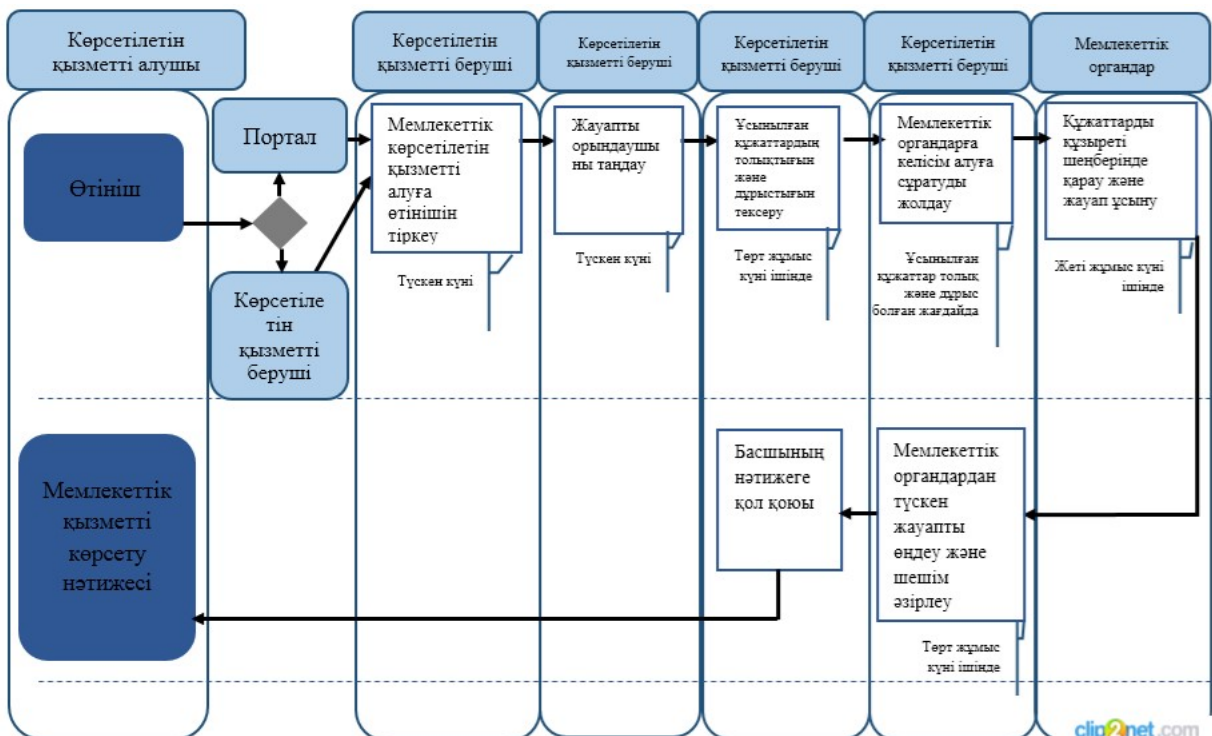 Көрсетілетін
қызметті алушы
Көрсетілетін
қызметті беруші
Көрсетілетін
қызметті беруші
Көрсетілетін
қызметті беруші
Көрсетілетін
қызметті беруші
Мемлекеттік
органдар
Өтініш
Портал
Көрсетіле
тін
қызметті
беруші
Мемлекеттік
көрсетілетін
қызметті
алуға
өтінішін
тіркеу
Түскен күні
Жауапты
орындаушы
ны таңдау
Түскен күні
Ұсынылған
құжаттардың
толықтығын
және
дұрыстығын
тексеру
Төрт жұмыс
күні ішінде
Мемлекеттік
органдарға
келісім алуға
сұратуды
жолдау
Ұсынылған
құжаттар толық
және дұрыс
болған жағдайда
Құжаттарды
құзыреті
шеңберінде
қарау және
жауап ұсыну
Жеті жұмыс күні
ішінде
Мемлекеттік
қызметті
көрсету
нәтижесі
Басшының
нәтижеге
қол қоюы
Мемлекеттік
органдардан
түскен
жауапты
өңдеу және
шешім
әзірлеу
Төрт жұмыс
күні ішінде
clip2net.com